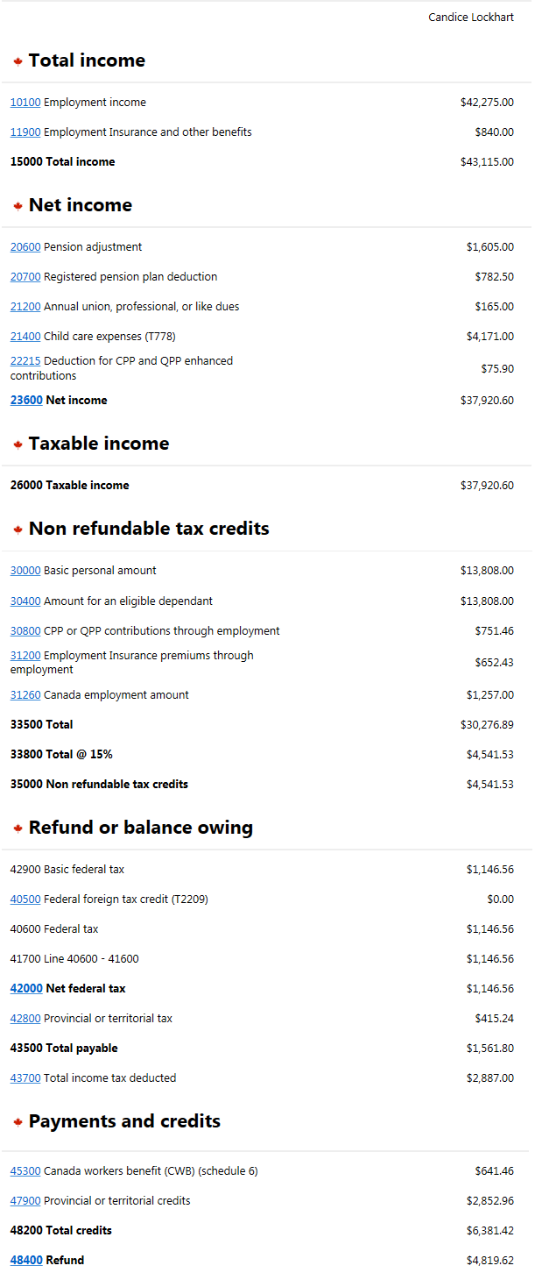 Candice Lockhart
Total income
10100 Employment income $42,275.00
11900 Employment Insurance and other benefits $840.00
15000 Total income $43,115.00
Net income
20600 Pension adjustment $1,605.00
20700 Registered pension plan deduction $782.50
21200 Annual union, professional, or like dues $165.00
21400 Child care expenses (T778) $4,171.00
22215 Deduction for CPP and QPP enhanced
contributions $75.90
23600 Net income $37,920.60
Taxable income
26000 Taxable income $37,920.60
Non refundable tax credits
30000 Basic personal amount $13,808.00
30400 Amount for an eligible dependant $13,808.00
30800 CPP or QPP contributions through employment $751.46
31200 Employment Insurance premiums through
employment $652.43
31260 Canada employment amount $1,257.00
33500 Total $30,276.89
33800 Total @ 15% $4,541.53
35000 Non refundable tax credits $4,541.53
Refund or balance owing
42900 Basic federal tax $1,146.56
40500 Federal foreign tax credit (T2209) $0.00
40600 Federal tax $1,146.56
41700 Line 40600 - 41600 $1,146.56
42000 Net federal tax $1,146.56
42800 Provincial or territorial tax $415.24
43500 Total payable $1,561.80
43700 Total income tax deducted $2,887.00
Payments and credits
45300 Canada workers benefit (CWB) (schedule 6) $641.46
47900 Provincial or territorial credits $2,852.96
48200 Total credits $6,381.42
48400 Refund $4,819.62